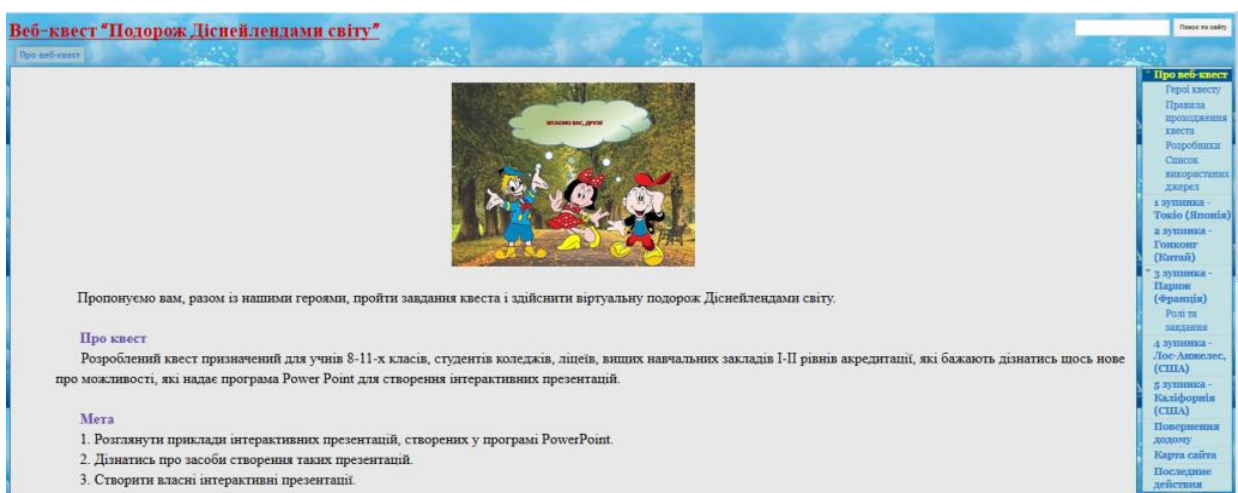 Веб-квест “Подорож Діснейлендами світу”
Поиск по сайту
Про веб-квест
ВІТАЄМО ВАС, ДРУЗІ!
Пропонуємо вам, разом із нашими героями, пройти завдання квеста і здійснити віртуальну подорож Діснейлендами світу.
Про квест
Розроблений квест призначений для учнів 8-11-х класів, студентів коледжів, ліцеїв, вищих навчальних закладів І-ІІ рівнів акредитації, які бажають дізнатись щось нове
про можливості, які надає програма Power Point для створення інтерактивних презентацій.
Мета
1. Розглянути приклади інтерактивних презентацій, створених у програмі PowerPoint.
2. Дізнатись про засоби створення таких презентацій.
3. Створити власні інтерактивні презентації.
Про веб-квест
Герої квесту
Правила
проходження
квеста
Розробники
Список
використаних
джерел
1 зупинка -
Токіо (Японія)
2 зупинка -
Гонконг
(Китай)
3 зупинка -
Париж
(Франція)
Ролі та
завдання
4 зупинка -
Лос-Анжелес,
(США)
5 зупинка -
Каліфорнія
(США)
Повернення
додому
Карта сайта
Последние
действия